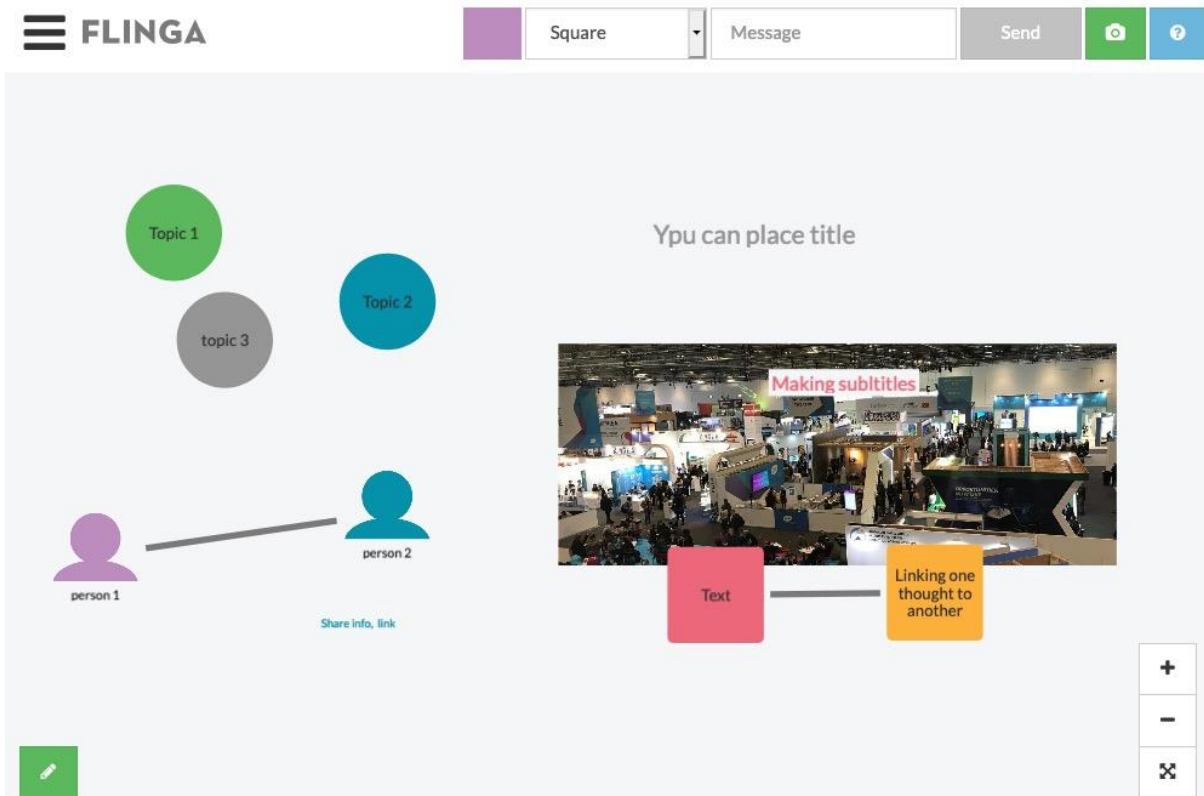 FLINGA
Square
Message
Send
Topic 1
Topic 2
topic 3
Ypu can place title
Making subltitles
person 1
person 2
Share info, link
Text
Linking one
thought to
another